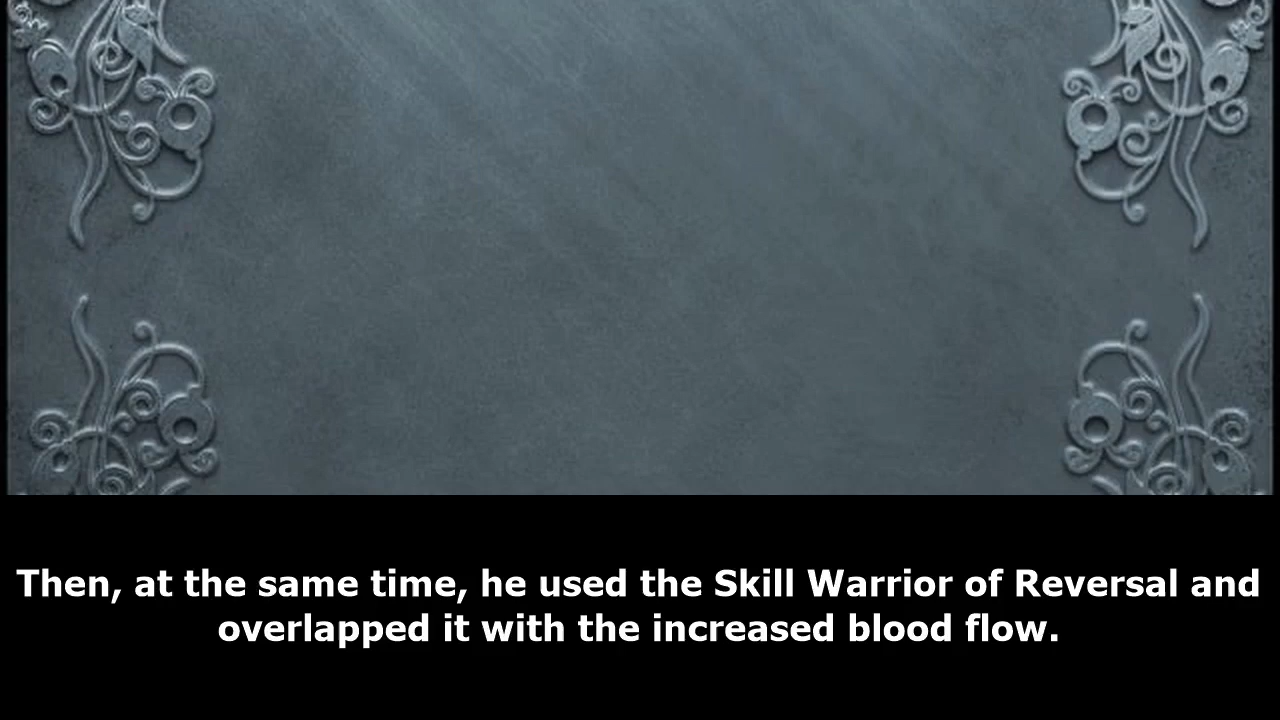 Then, at the same time, he used the Skill Warrior of Reversal and
overlapped it with the increased blood flow.